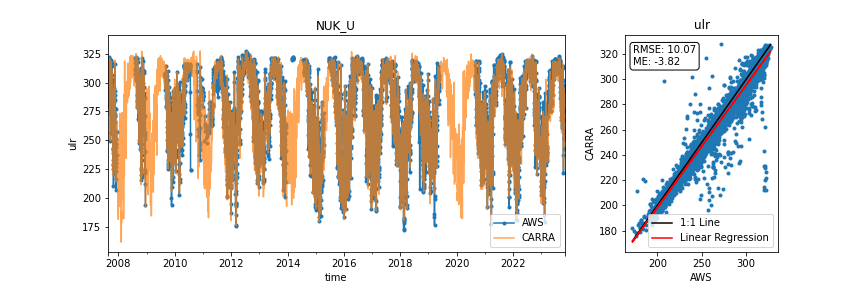 NUK_U
ulr
325
300
275
250
225
200
175
2008
2010
2012
2014
2016
2018
2020
2022
time
AWS
CARRA
ulr
CARRA
320
300
280
260
240
220
200
180
200
250
300
AWS
RMSE: 10.07
ME: -3.82
1:1 Line
Linear Regression